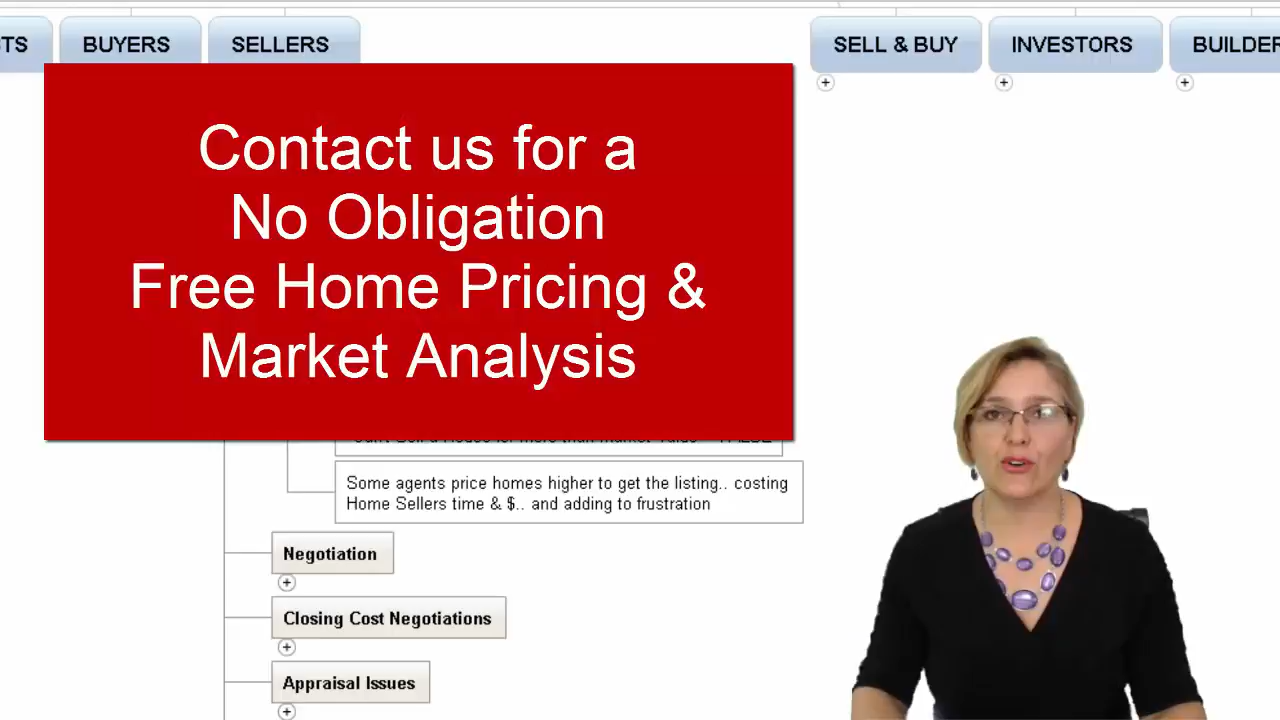 TS
BUYERS
SELLERS
SELL & BUY
INVESTORS
BUILDER
Contact us for a
No Obligation
Free Home Pricing &
Market Analysis
Some agents price homes higher to get the listing.. costing
Home Sellers time & $.. and adding to frustration
Negotiation
Closing Cost Negotiations
Appraisal Issues